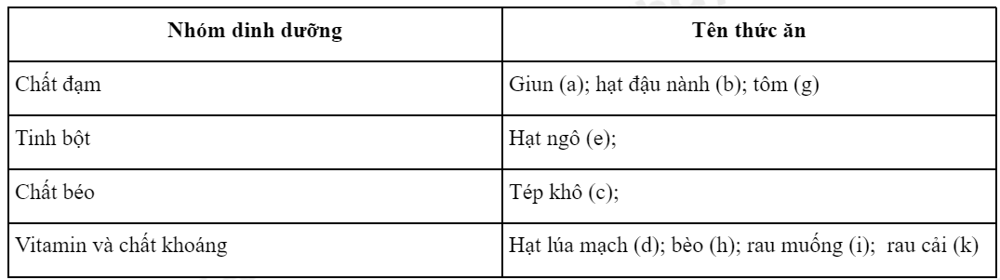 Nhóm dinh dưỡng
Tên thức ăn
Chất đạm
Giun (a); hạt đậu nành (b); tôm (g)
Tinh bột
Hạt ngô (e);
Chất béo
Tép khô (c);
Vitamin và chất khoáng
Hạt lúa mạch (d); bèo (h); rau muống (i);  rau cải (k)